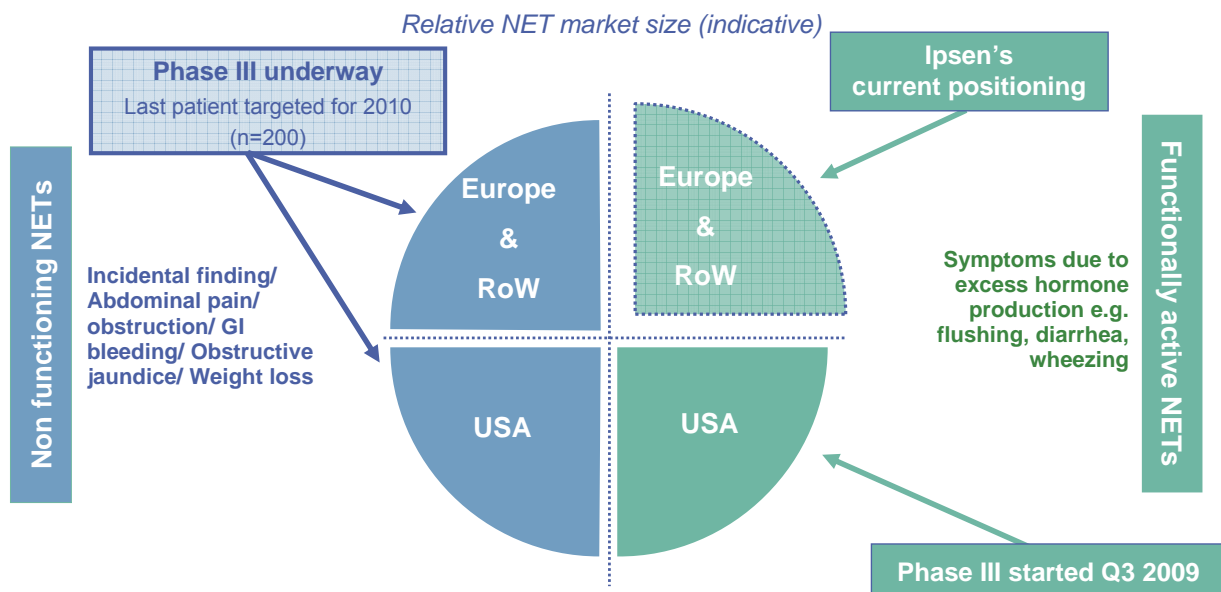 Relative NET market size (indicative)
Phase III underway
Last patient targeted for 2010
(n=200)
Ipsen's
current positioning
Non functioning NETs
Incidental finding/
Abdominal pain/
obstruction/ GI
bleeding/ Obstructive
jaundice/ Weight loss
Europe
&
RoW
Europe
&
RoW
Symptoms due to
excess hormone
production e.g.
flushing, diarrhea,
wheezing
Functionally active NETs
USA
USA
Phase III started Q3 2009